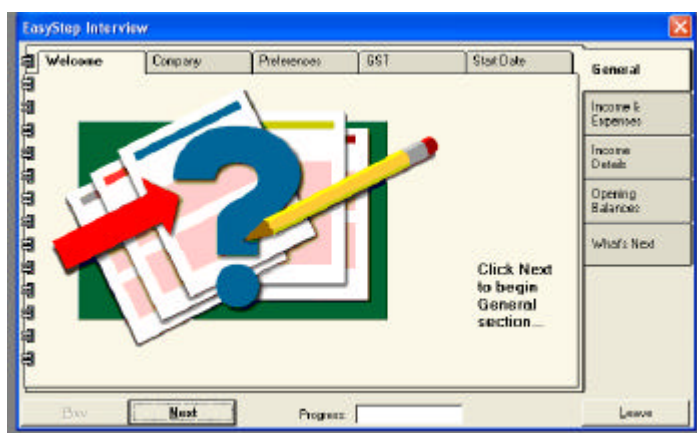 EasyStep Interview
Welcome
Company
Preferences
GST
Start Date
General
Income &
Expenses
Income
Details
Opening
Balances
What's Next
?
Click Next
to begin
General
section...
Prev
Next
Progress:
Leave